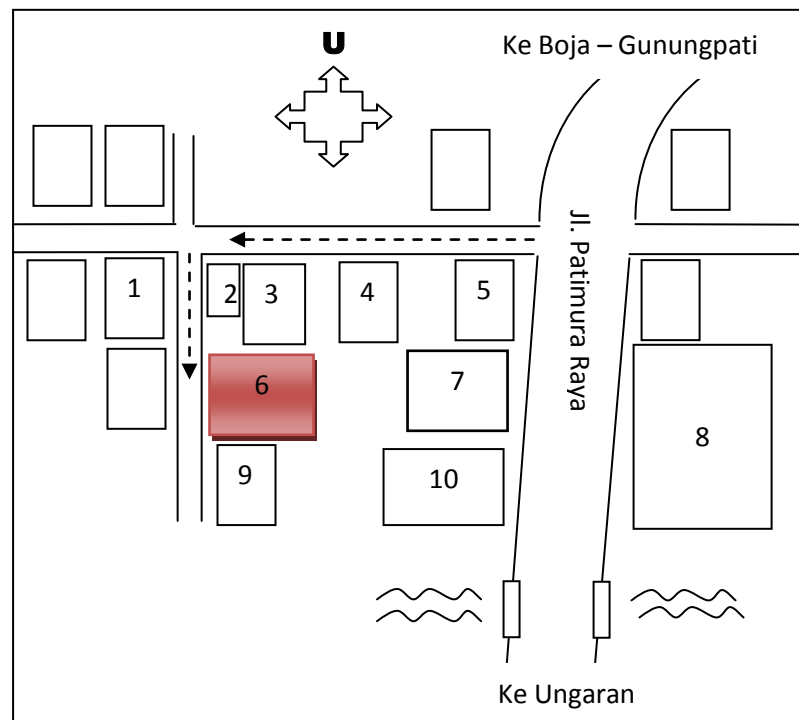 U
Ke Boja – Gunungpati
Jl. Patimura Raya
1
2
3
4
5
6
7
8
9
10
Ke Ungaran